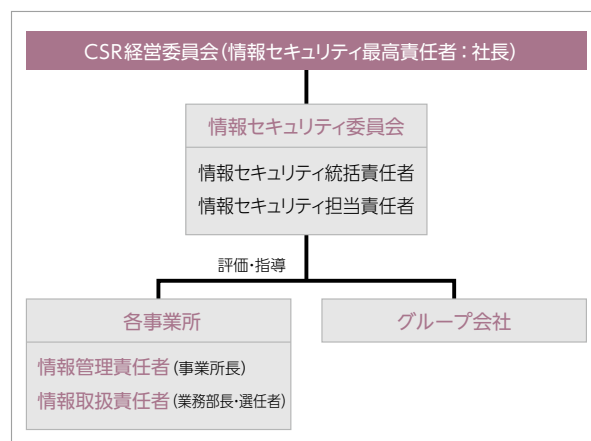 CSR経営委員会(情報セキュリティ最高責任者：社長)
情報セキュリティ委員会
情報セキュリティ統括責任者
情報セキュリティ担当責任者
評価・指導
各事業所
グループ会社
情報管理責任者(事業所長)
情報取扱責任者(業務部長・選任者)